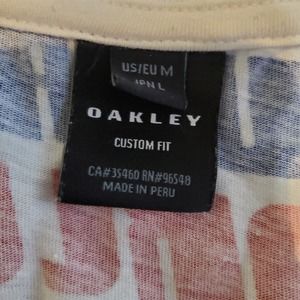 US/EU M
JPN L
OAKLEY
CUSTOM FIT
CA#35460 RN#96548
MADE IN PERU